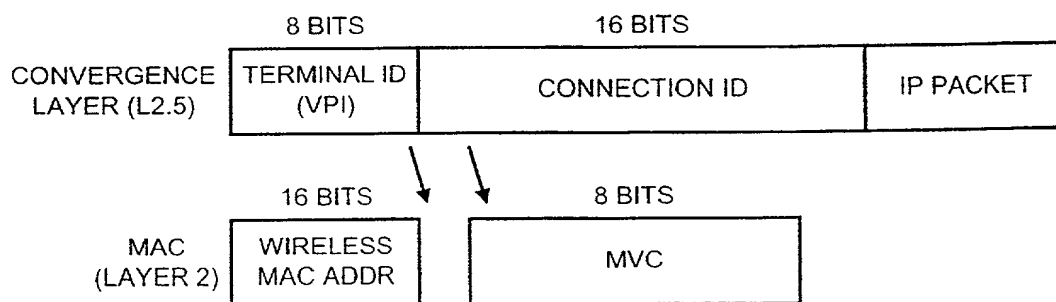 8 BITS
16 BITS
CONVERGENCE
LAYER (L2.5)
TERMINAL ID
(VPI)
CONNECTION ID
IP PACKET
16 BITS
8 BITS
MAC
(LAYER 2)
WIRELESS
MAC ADDR
MVC